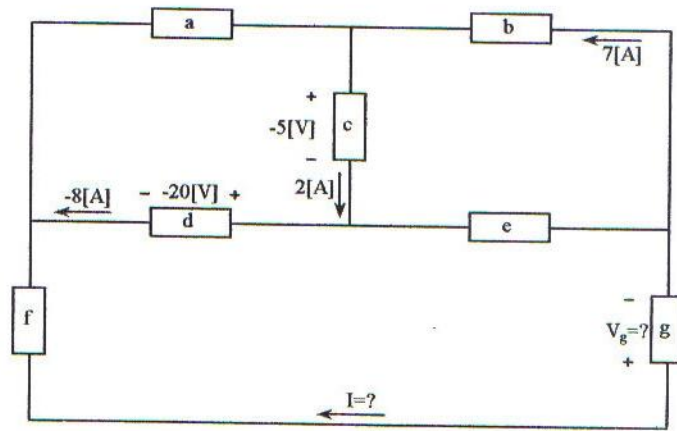 a
b
7[A]
+
-5[V]
c
−
2[A]
-8[A]
− -20[V] +
d
e
f
−
V_g=?
g
+
I=?